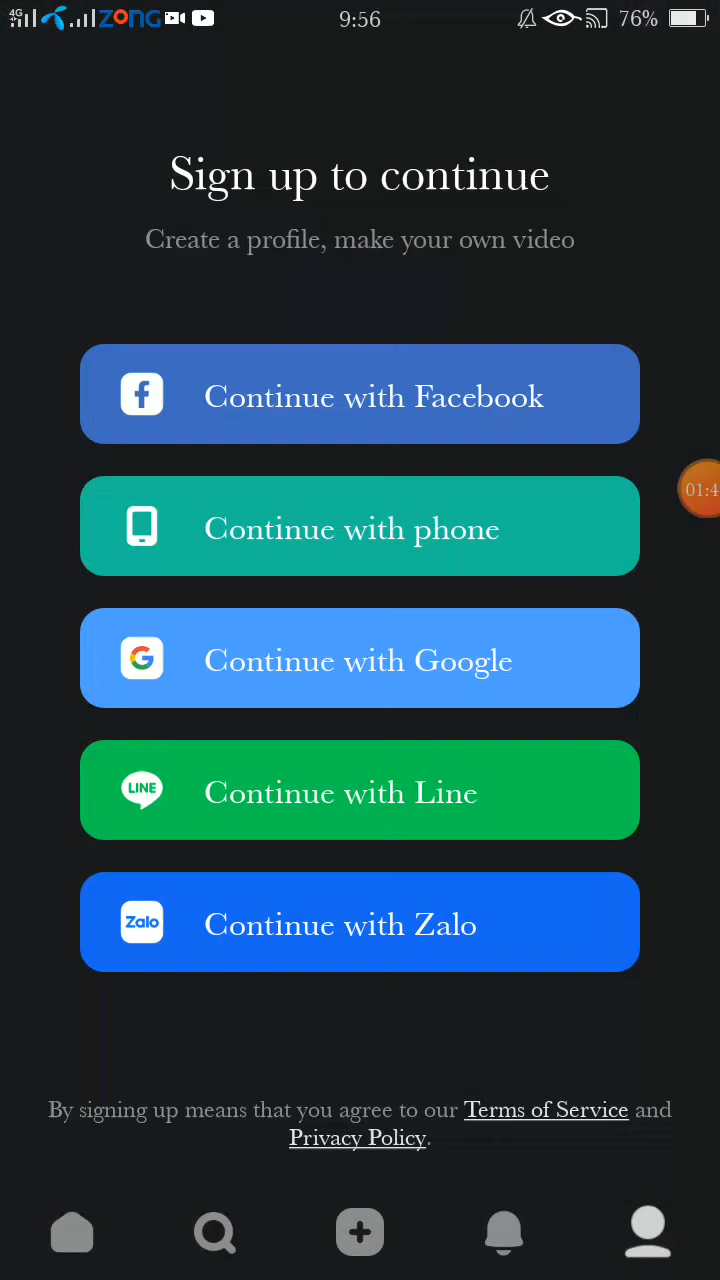 4G ZONG 9:56 76%
Sign up to continue
Create a profile, make your own video
Continue with Facebook
01:4
Continue with phone
Continue with Google
LINE Continue with Line
Zalo Continue with Zalo
By signing up means that you agree to our Terms of Service and
Privacy Policy.